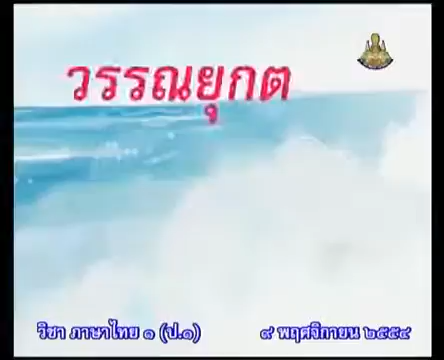 วรรณยุกต
วิชา ภาษาไทย ๑ (ป.๑)
๙ พฤศจิกายน ๒๕๕๔